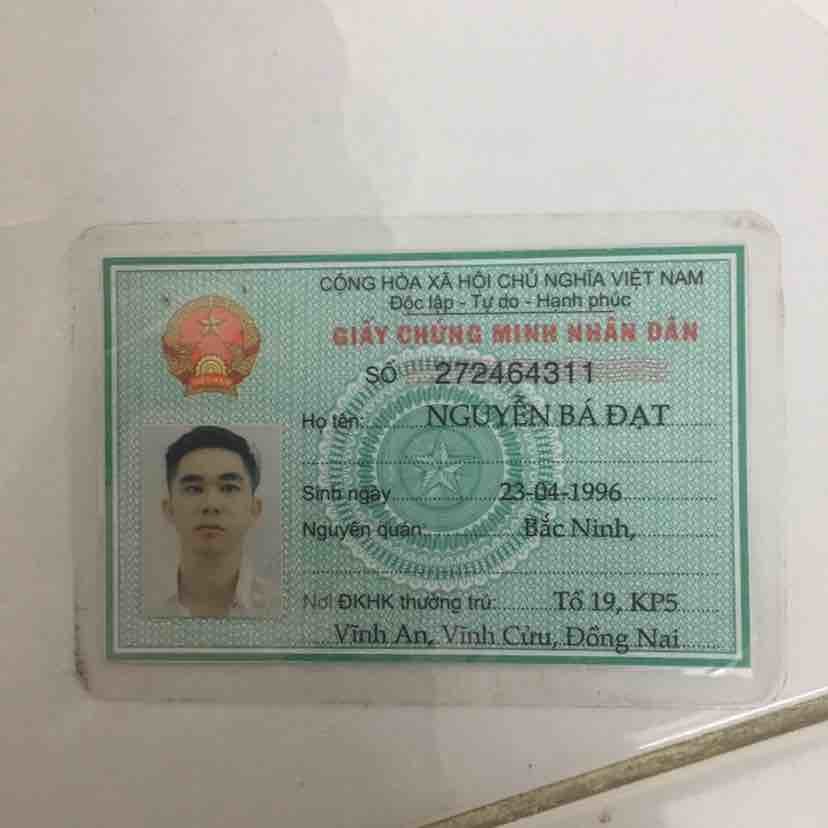 CỘNG HÒA XÃ HỘI CHỦ NGHĨA VIỆT NAM
Độc lập - Tự do - Hạnh phúc
GIẤY CHỨNG MINH NHÂN DÂN
SỐ 272464311
Họ tên: NGUYỄN BÁ ĐẠT
Sinh ngày 23-04-1996
Nguyên quán: Bắc Ninh,
Nơi ĐKHK thường trú: Tổ 19, KP5
Vĩnh An, Vĩnh Cửu, Đồng Nai